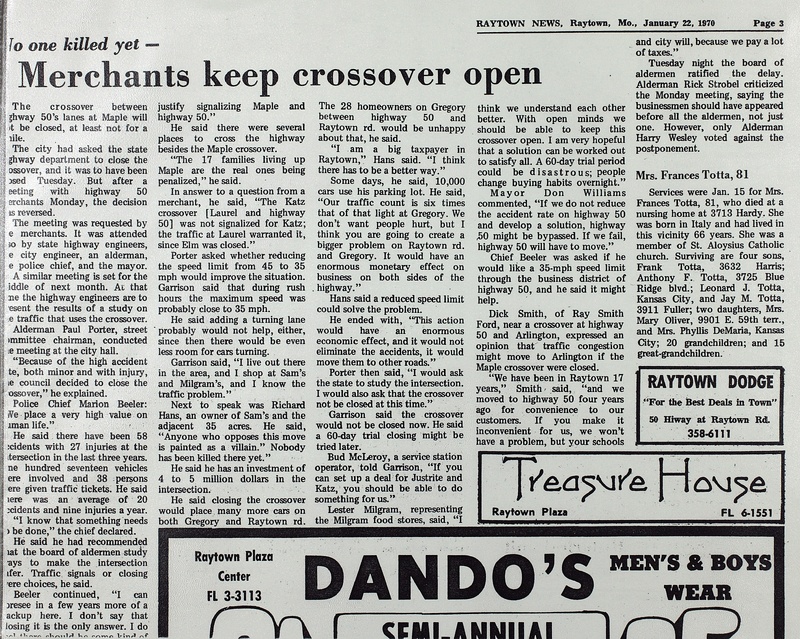 RAYTOWN NEWS, Raytown, Mo., January 22, 1970 Page 3
o one killed yet —
Merchants keep crossover open
The crossover between
ghway 50's lanes at Maple will
t be closed, at least not for a
ile.
The city had asked the state
ghway department to close the
ossover, and it was to have been
osed Tuesday. But after a
eeting with highway 50
erchants Monday, the decision
as reversed.
The meeting was requested by
e merchants. It was attended
o by state highway engineers,
e city engineer, an alderman,
e police chief, and the mayor.
A similar meeting is set for the
iddle of next month. At that
ne the highway engineers are to
esent the results of a study on
e traffic that uses the crossover.
Alderman Paul Porter, street
mmittee chairman, conducted
e meeting at the city hall.
"Because of the high accident
te, both minor and with injury,
e council decided to close the
ossover," he explained.
Police Chief Marion Beeler:
We place a very high value on
uman life."
He said there have been 58
cidents with 27 injuries at the
tersection in the last three years.
ne hundred seventeen vehicles
ere involved and 38 persons
ere given traffic tickets. He said
ere was an average of 20
cidents and nine injuries a year.
"I know that something needs
be done," the chief declared.
He said he had recommended
at the board of aldermen study
ays to make the intersection
fer. Traffic signals or closing
ere choices, he said.
Beeler continued, "I can
oresee in a few years more of a
ackup here. I don't say that
losing it is the only answer. I do
there should be some kind of
justify signalizing Maple and
highway 50."
He said there were several
places to cross the highway
besides the Maple crossover.
"The 17 families living up
Maple are the real ones being
penalized," he said.
In answer to a question from a
merchant, he said, "The Katz
crossover [Laurel and highway
50] was not signalized for Katz;
the traffic at Laurel warranted it,
since Elm was closed."
Porter asked whether reducing
the speed limit from 45 to 35
mph would improve the situation.
Garrison said that during rush
hours the maximum speed was
probably close to 35 mph.
He said adding a turning lane
probably would not help, either,
since then there would be even
less room for cars turning.
Garrison said, "I live out there
in the area, and I shop at Sam's
and Milgram's, and I know the
traffic problem."
Next to speak was Richard
Hans, an owner of Sam's and the
adjacent 35 acres. He said,
"Anyone who opposes this move
is painted as a villain." Nobody
has been killed there yet."
He said he has an investment of
4 to 5 million dollars in the
intersection.
He said closing the crossover
would place many more cars on
both Gregory and Raytown rd.
The 28 homeowners on Gregory
between highway 50 and
Raytown rd. would be unhappy
about that, he said.
"I am a big taxpayer in
Raytown," Hans said. "I think
there has to be a better way."
Some days, he said, 10,000
cars use his parking lot. He said,
"Our traffic count is six times
that of that light at Gregory. We
don't want people hurt, but I
think you are going to create a
bigger problem on Raytown rd.
and Gregory. It would have an
enormous monetary effect on
business on both sides of the
highway."
Hans said a reduced speed limit
could solve the problem.
He ended with, "This action
would have an enormous
economic effect, and it would not
eliminate the accidents, it would
move them to other roads."
Porter then said, "I would ask
the state to study the intersection.
I would also ask that the crossover
not be closed at this time."
Garrison said the crossover
would not be closed now. He said
a 60-day trial closing might be
tried later.
Bud McLeroy, a service station
operator, told Garrison, "If you
can set up a deal for Justrite and
Katz, you should be able to do
something for us."
Lester Milgram, representing
the Milgram food stores, said, "I
think we understand each other
better. With open minds we
should be able to keep this
crossover open. I am very hopeful
that a solution can be worked out
to satisfy all. A 60-day trial period
could be disastrous; people
change buying habits overnight."
Mayor Don Williams
commented, "If we do not reduce
the accident rate on highway 50
and develop a solution, highway
50 might be bypassed. If we fail,
highway 50 will have to move."
Chief Beeler was asked if he
would like a 35-mph speed limit
through the business district of
highway 50, and he said it might
help.
Dick Smith, of Ray Smith
Ford, near a crossover at highway
50 and Arlington, expressed an
opinion that traffic congestion
might move to Arlington if the
Maple crossover were closed.
"We have been in Raytown 17
years," Smith said, "and we
moved to highway 50 four years
ago for convenience to our
customers. If you make it
inconvenient for us, we won't
have a problem, but your schools
and city will, because we pay a lot
of taxes."
Tuesday night the board of
aldermen ratified the delay.
Alderman Rick Strobel criticized
the Monday meeting, saying the
businessmen should have appeared
before all the aldermen, not just
one. However, only Alderman
Harry Wesley voted against the
postponement.
Mrs. Frances Totta, 81
Services were Jan. 15 for Mrs.
Frances Totta, 81, who died at a
nursing home at 3713 Hardy. She
was born in Italy and had lived in
this vicinity 66 years. She was a
member of St. Aloysius Catholic
church. Surviving are four sons,
Frank Totta, 3632 Harris;
Anthony F. Totta, 3725 Blue
Ridge blvd.; Leonard J. Totta,
Kansas City, and Jay M. Totta,
3911 Fuller; two daughters, Mrs.
Mary Oliver, 9901 E. 59th terr.,
and Mrs. Phyllis DeMaria, Kansas
City; 20 grandchildren; and 15
great-grandchildren.
RAYTOWN DODGE
"For the Best Deals in Town"
50 Hiway at Raytown Rd.
358-6111
Treasure House
Raytown Plaza FL 6-1551
Raytown Plaza
Center
FL 3-3113
DANDO'S
MEN'S & BOYS
WEAR
SEMI-ANNUAL